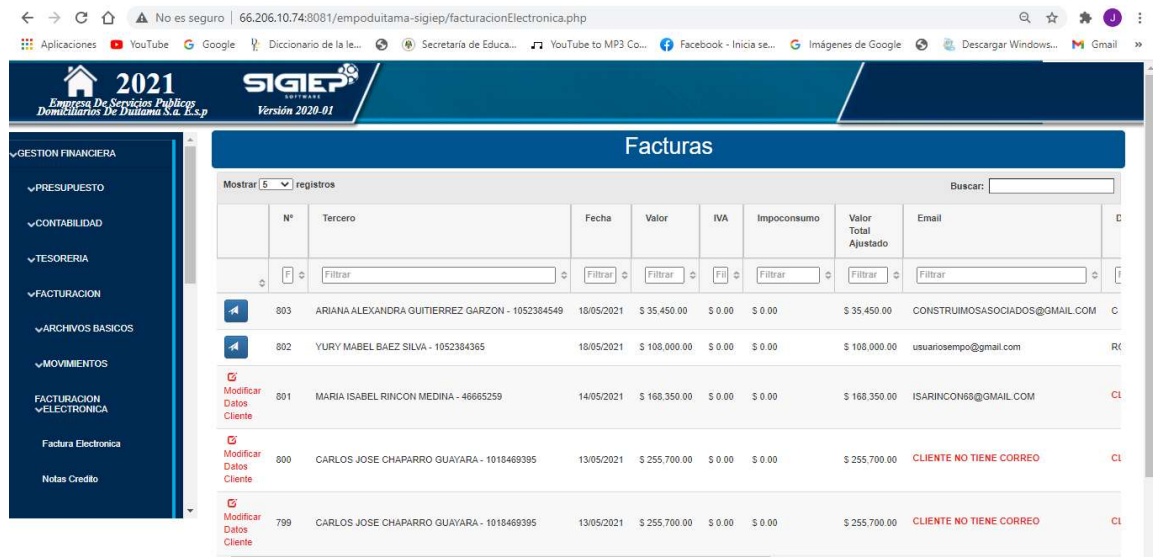 No es seguro | 66.206.10.74:8081/empoduitama-sigiep/facturacionElectronica.php
Aplicaciones YouTube Google Diccionario de la le... Secretaría de Educa... YouTube to MP3 Co... Facebook - Inicia se... Imágenes de Google Descargar Windows... Gmail »
2021
Empresa De Servicios Publicos
Domiciliarios De Duitama S.a. E.s.p
SIGIEP
SOFTWARE
Versión 2020-01
GESTION FINANCIERA
PRESUPUESTO
CONTABILIDAD
TESORERIA
FACTURACION
ARCHIVOS BASICOS
MOVIMIENTOS
FACTURACION
ELECTRONICA
Factura Electronica
Notas Credito
Facturas
Mostrar 5 registros
Buscar:
Nº Tercero Fecha Valor IVA Impoconsumo Valor Total Ajustado Email
F Filtrar Filtrar Filtrar Fil Filtrar Filtrar Filtrar
803 ARIANA ALEXANDRA GUITIERREZ GARZON - 1052384549 18/05/2021 $ 35,450.00 $ 0.00 $ 0.00 $ 35,450.00 CONSTRUIMOSASOCIADOS@GMAIL.COM C
802 YURY MABEL BAEZ SILVA - 1052384365 18/05/2021 $ 108,000.00 $ 0.00 $ 0.00 $ 108,000.00 usuariosempo@gmail.com
Modificar
Datos
Cliente
801 MARIA ISABEL RINCON MEDINA - 46665259 14/05/2021 $ 168,350.00 $ 0.00 $ 0.00 $ 168,350.00 ISARINCON68@GMAIL.COM CL
Modificar
Datos
Cliente
800 CARLOS JOSE CHAPARRO GUAYARA - 1018469395 13/05/2021 $ 255,700.00 $ 0.00 $ 0.00 $ 255,700.00 CLIENTE NO TIENE CORREO CL
Modificar
Datos
Cliente
799 CARLOS JOSE CHAPARRO GUAYARA - 1018469395 13/05/2021 $ 255,700.00 $ 0.00 $ 0.00 $ 255,700.00 CLIENTE NO TIENE CORREO CL